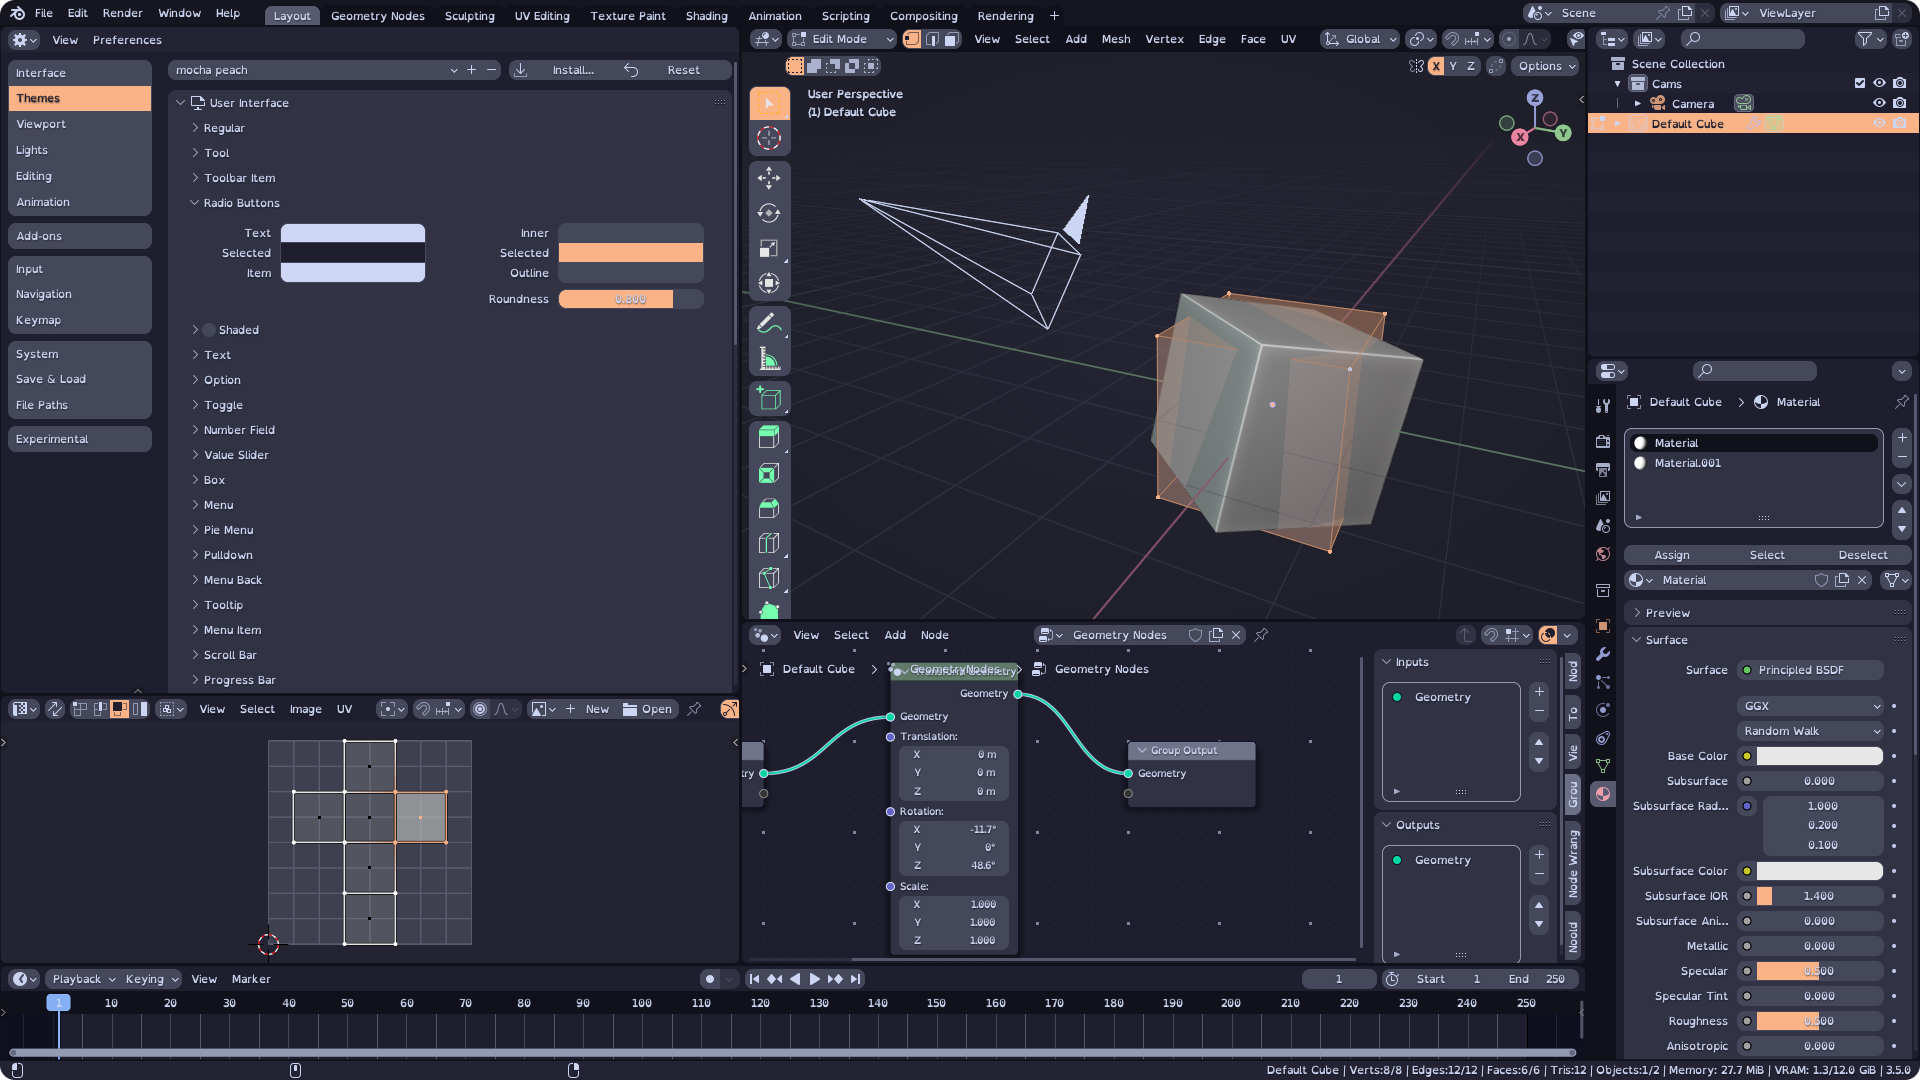 File Edit Render Window Help
Layout Geometry Nodes Sculpting UV Editing Texture Paint Shading Animation Scripting Compositing Rendering +
Scene
ViewLayer
View Preferences
Interface
Themes
Viewport
Lights
Editing
Animation
Add-ons
Input
Navigation
Keymap
System
Save & Load
File Paths
Experimental
mocha peach
Install...
Reset
User Interface
Regular
Tool
Toolbar Item
Radio Buttons
Text
Selected
Item
Inner
Selected
Outline
Roundness 0.800
Shaded
Text
Option
Toggle
Number Field
Value Slider
Box
Menu
Pie Menu
Pulldown
Menu Back
Tooltip
Menu Item
Scroll Bar
Progress Bar
Edit Mode
View Select Add Mesh Vertex Edge Face UV
Global
X Y Z
Options
User Perspective
(1) Default Cube
Z
X
Y
Scene Collection
Cams
Camera
Default Cube
View Select Image UV
New
Open
View Select Add Node
Geometry Nodes
Default Cube
GeometryNodes
Geometry Nodes
Geometry
Geometry
Translation:
X 0 m
Y 0 m
Z 0 m
Rotation:
X -11.7°
Y 0°
Z 48.6°
Scale:
X 1.000
Y 1.000
Z 1.000
Group Output
Geometry
Inputs
Geometry
Outputs
Geometry
Nod
To
Vie
Grou
Node Wrang
Noold
Default Cube
Material
Material
Material.001
Assign Select Deselect
Material
Preview
Surface
Surface Principled BSDF
GGX
Random Walk
Base Color
Subsurface 0.000
Subsurface Rad... 1.000
0.200
0.100
Subsurface Color
Subsurface IOR 1.400
Subsurface Ani... 0.000
Metallic 0.000
Specular 0.500
Specular Tint 0.000
Roughness 0.500
Anisotropic 0.000
Playback Keying View Marker
1
Start 1
End 250
1 10 20 30 40 50 60 70 80 90 100 110 120 130 140 150 160 170 180 190 200 210 220 230 240 250
Default Cube | Verts:8/8 | Edges:12/12 | Faces:6/6 | Tris:12 | Objects:1/2 | Memory: 27.7 MiB | VRAM: 1.3/12.0 GiB | 3.5.0